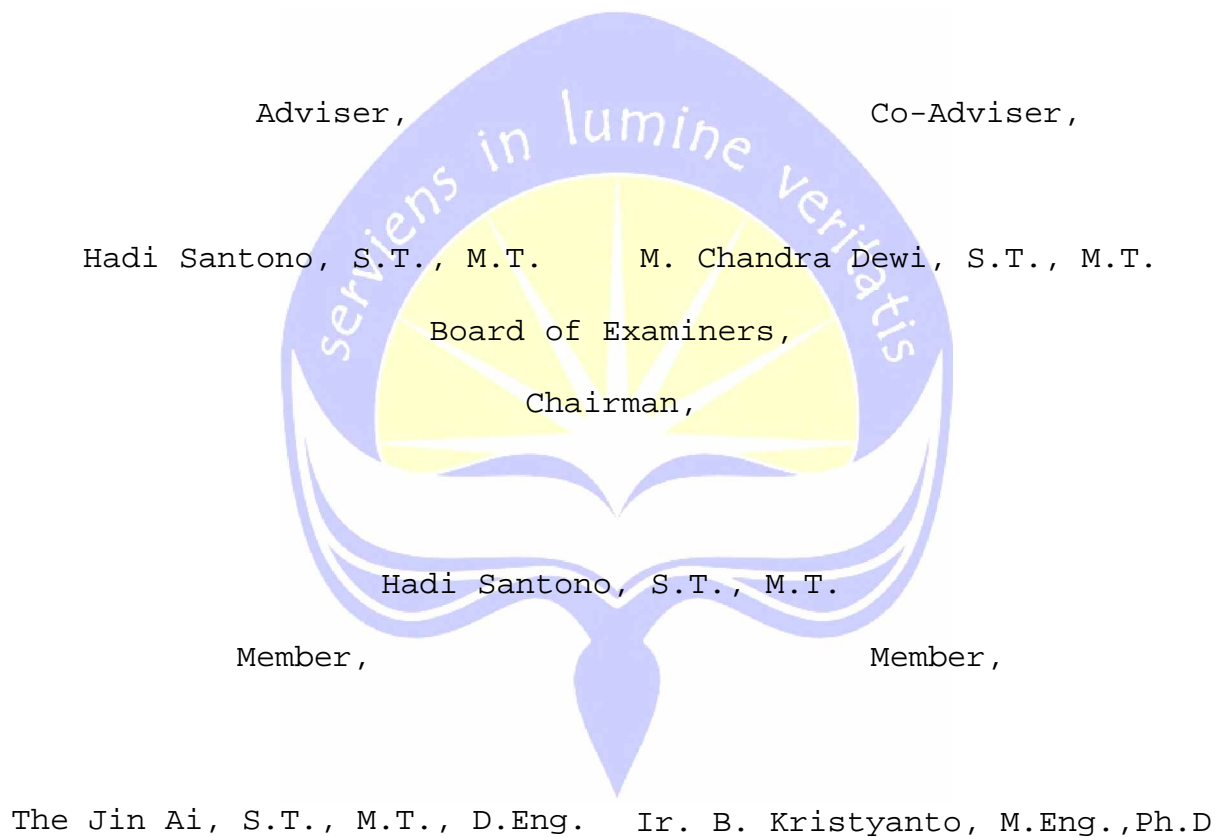 Adviser, Co-Adviser,
serviens in lumine veritatis
Hadi Santono, S.T., M.T. M. Chandra Dewi, S.T., M.T.
Board of Examiners,
Chairman,
Hadi Santono, S.T., M.T.
Member, Member,
The Jin Ai, S.T., M.T., D.Eng. Ir. B. Kristyanto, M.Eng.,Ph.D